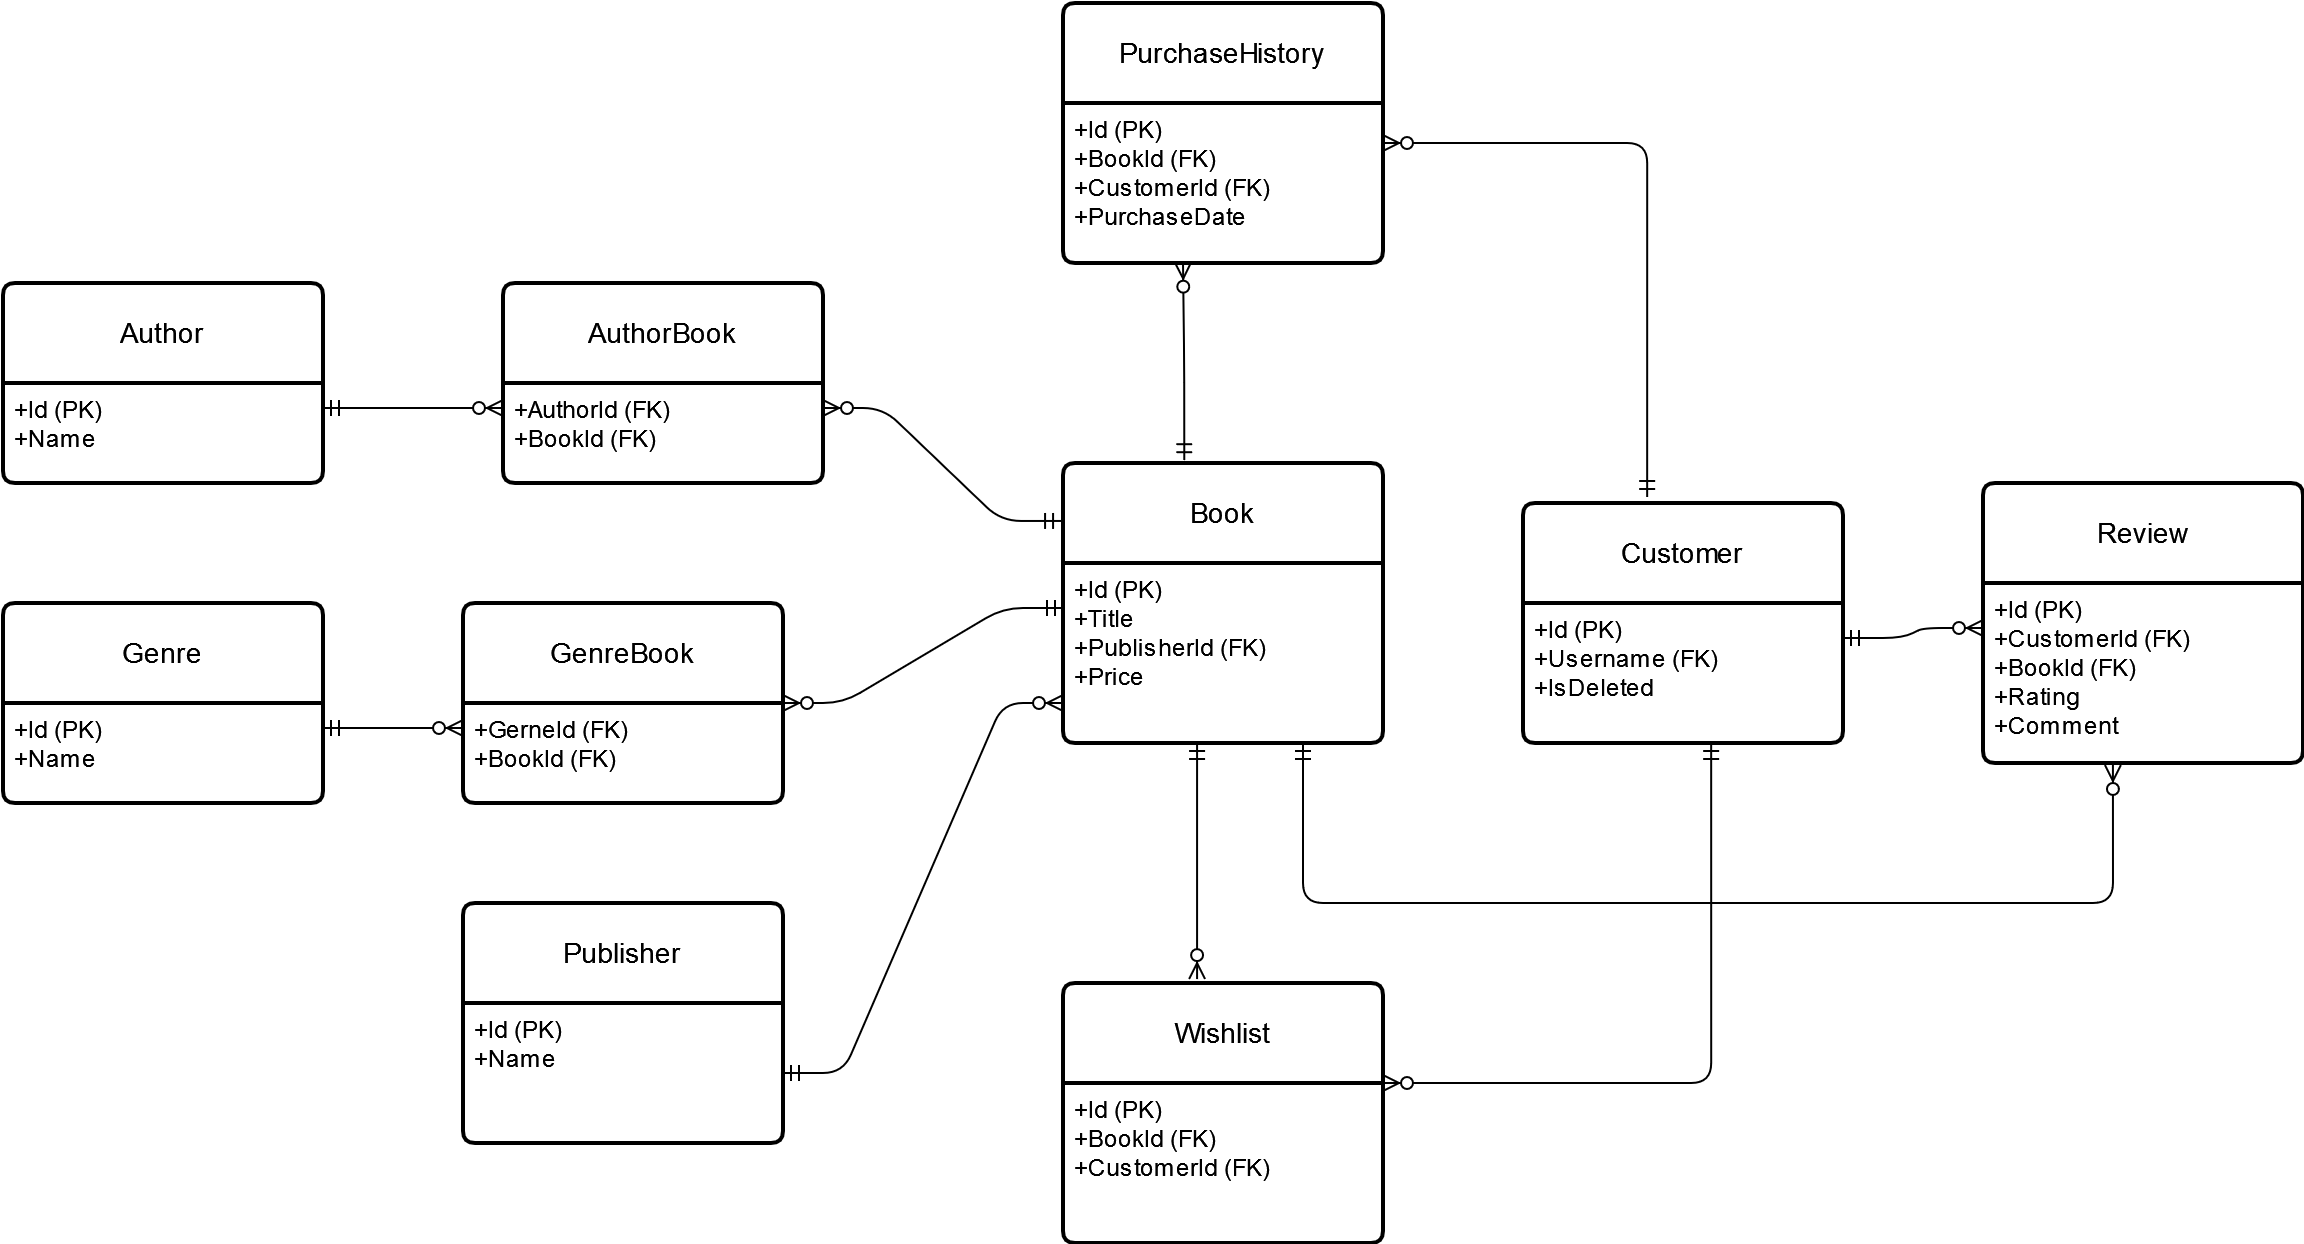 PurchaseHistory
+Id (PK)
+BookId (FK)
+CustomerId (FK)
+PurchaseDate
Author
+Id (PK)
+Name
AuthorBook
+AuthorId (FK)
+BookId (FK)
Book
+Id (PK)
+Title
+PublisherId (FK)
+Price
Customer
+Id (PK)
+Username (FK)
+IsDeleted
Review
+Id (PK)
+CustomerId (FK)
+BookId (FK)
+Rating
+Comment
Genre
+Id (PK)
+Name
GenreBook
+GerneId (FK)
+BookId (FK)
Publisher
+Id (PK)
+Name
Wishlist
+Id (PK)
+BookId (FK)
+CustomerId (FK)